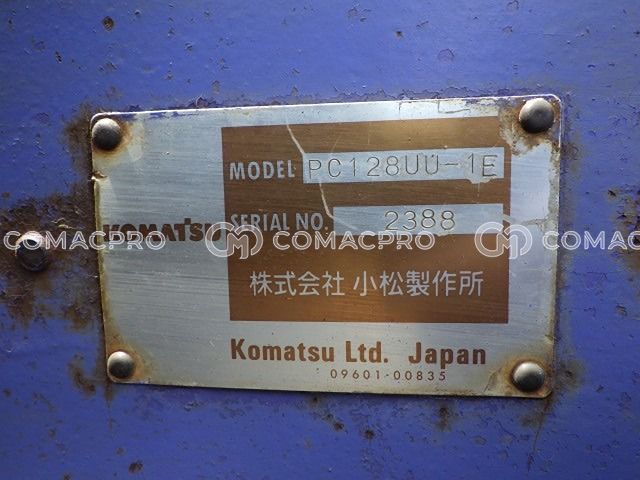 MODEL PC128UU-1E
SERIAL NO. 2388
KOMATSU
COMACPRO COMACPRO COMAC
株式会社 小松製作所
Komatsu Ltd. Japan
09601-00835